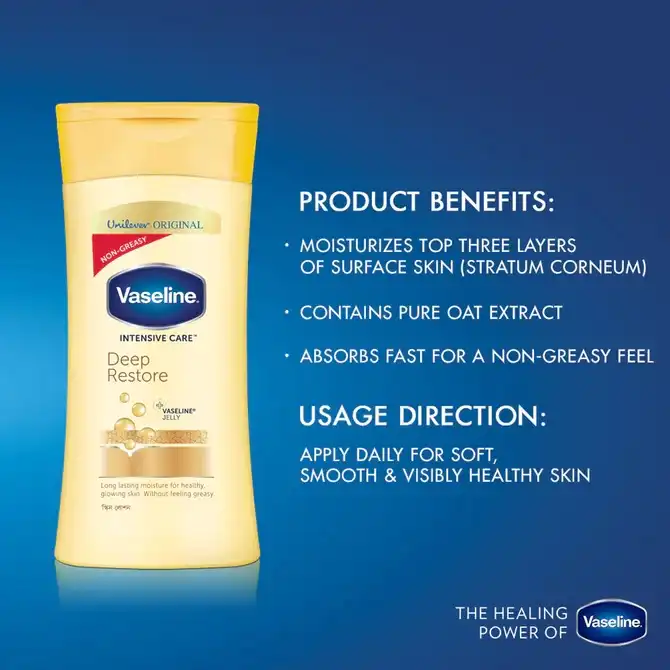 Unilever ORIGINAL
NON-GREASY
Vaseline.
INTENSIVE CARE™
Deep
Restore
VASELINE®
JELLY
Long lasting moisture for healthy,
glowing skin. Without feeling greasy
স্কিন লোশন
PRODUCT BENEFITS:
• MOISTURIZES TOP THREE LAYERS
OF SURFACE SKIN (STRATUM CORNEUM)
• CONTAINS PURE OAT EXTRACT
• ABSORBS FAST FOR A NON-GREASY FEEL
USAGE DIRECTION:
APPLY DAILY FOR SOFT,
SMOOTH & VISIBLY HEALTHY SKIN
THE HEALING
POWER OF
Vaseline.